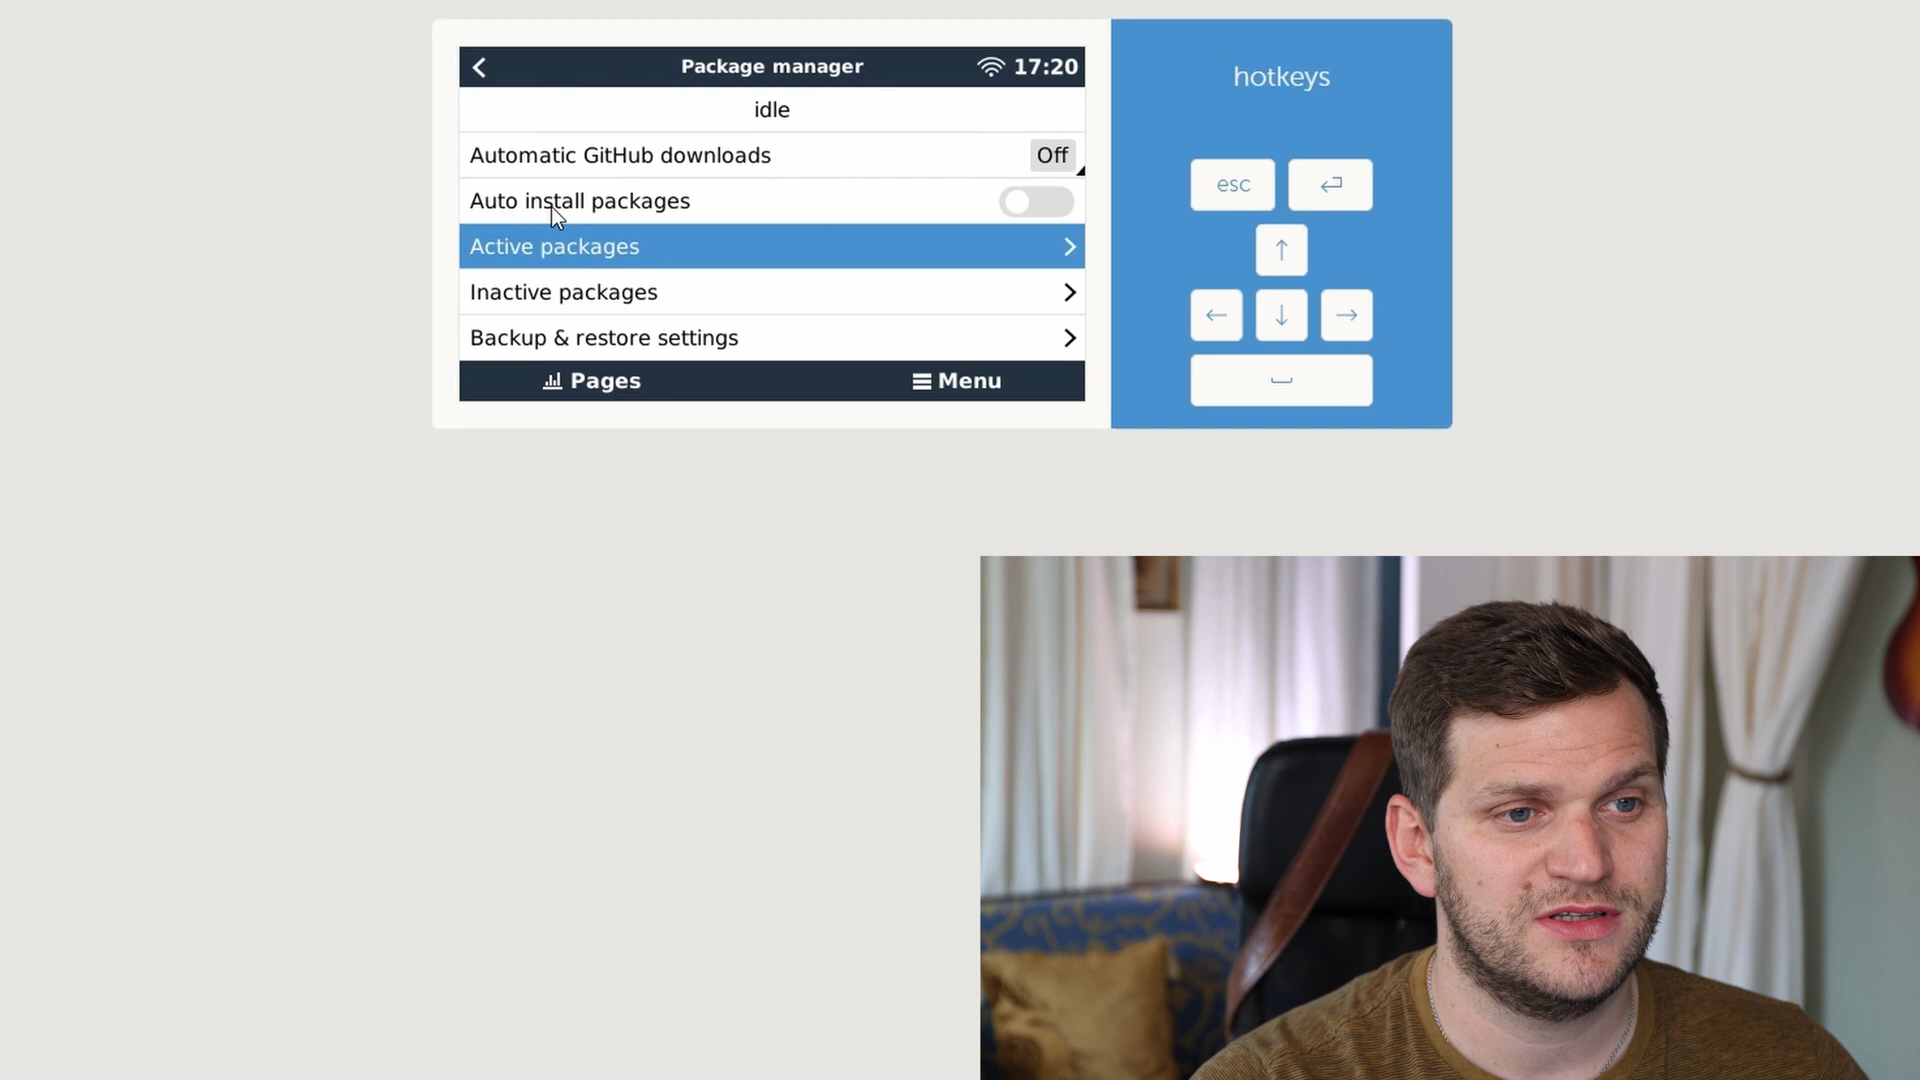 Package manager 17:20
idle
Automatic GitHub downloads Off
Auto install packages
Active packages
Inactive packages
Backup & restore settings
Pages Menu
hotkeys
esc